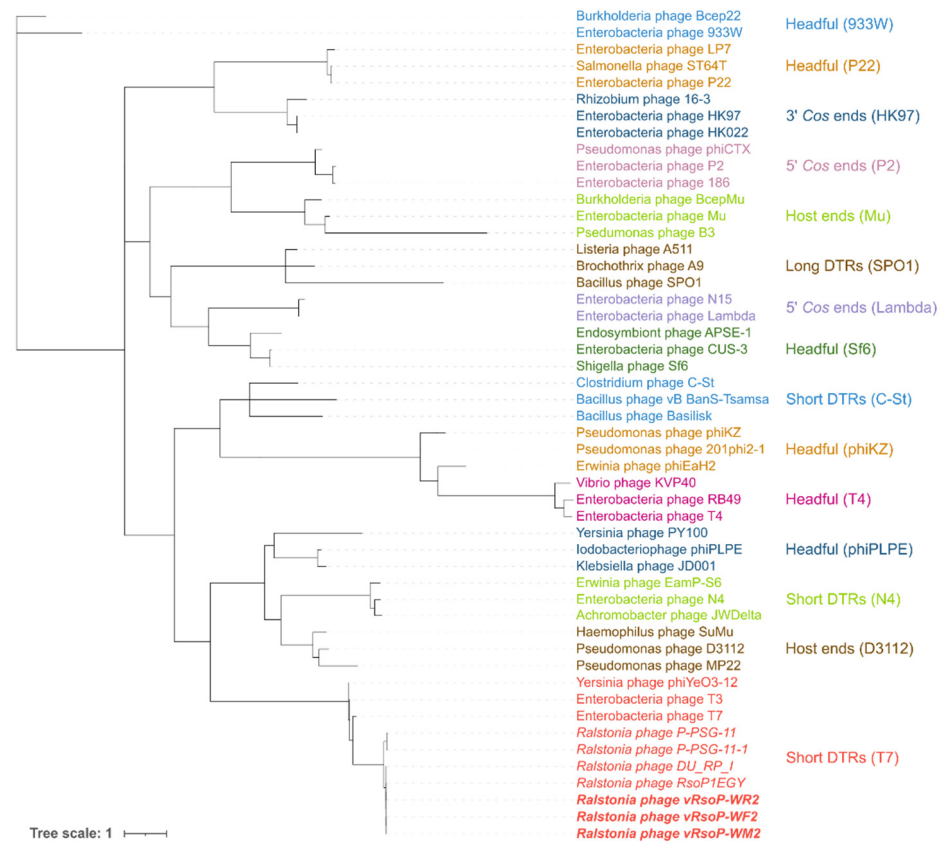 Burkholderia phage Bcep22
Enterobacteria phage 933W
Headful (933W)
Enterobacteria phage LP7
Salmonella phage ST64T
Enterobacteria phage P22
Headful (P22)
Rhizobium phage 16-3
Enterobacteria phage HK97
Enterobacteria phage HK022
3' Cos ends (HK97)
Pseudomonas phage phiCTX
Enterobacteria phage P2
Enterobacteria phage 186
5' Cos ends (P2)
Burkholderia phage BcepMu
Enterobacteria phage Mu
Psedumonas phage B3
Host ends (Mu)
Listeria phage A511
Brochothrix phage A9
Bacillus phage SPO1
Long DTRs (SPO1)
Enterobacteria phage N15
Enterobacteria phage Lambda
5' Cos ends (Lambda)
Endosymbiont phage APSE-1
Enterobacteria phage CUS-3
Shigella phage Sf6
Headful (Sf6)
Clostridium phage C-St
Bacillus phage vB BanS-Tsamsa
Bacillus phage Basilisk
Short DTRs (C-St)
Pseudomonas phage phiKZ
Pseudomonas phage 201phi2-1
Erwinia phage phiEaH2
Headful (phiKZ)
Vibrio phage KVP40
Enterobacteria phage RB49
Enterobacteria phage T4
Headful (T4)
Yersinia phage PY100
Iodobacteriophage phiPLPE
Klebsiella phage JD001
Headful (phiPLPE)
Erwinia phage EamP-S6
Enterobacteria phage N4
Achromobacter phage JWDelta
Short DTRs (N4)
Haemophilus phage SuMu
Pseudomonas phage D3112
Pseudomonas phage MP22
Host ends (D3112)
Yersinia phage phiYeO3-12
Enterobacteria phage T3
Enterobacteria phage T7
Ralstonia phage P-PSG-11
Ralstonia phage P-PSG-11-1
Ralstonia phage DU_RP_I
Ralstonia phage RsoP1EGY
Ralstonia phage vRsoP-WR2
Ralstonia phage vRsoP-WF2
Ralstonia phage vRsoP-WM2
Short DTRs (T7)
Tree scale: 1